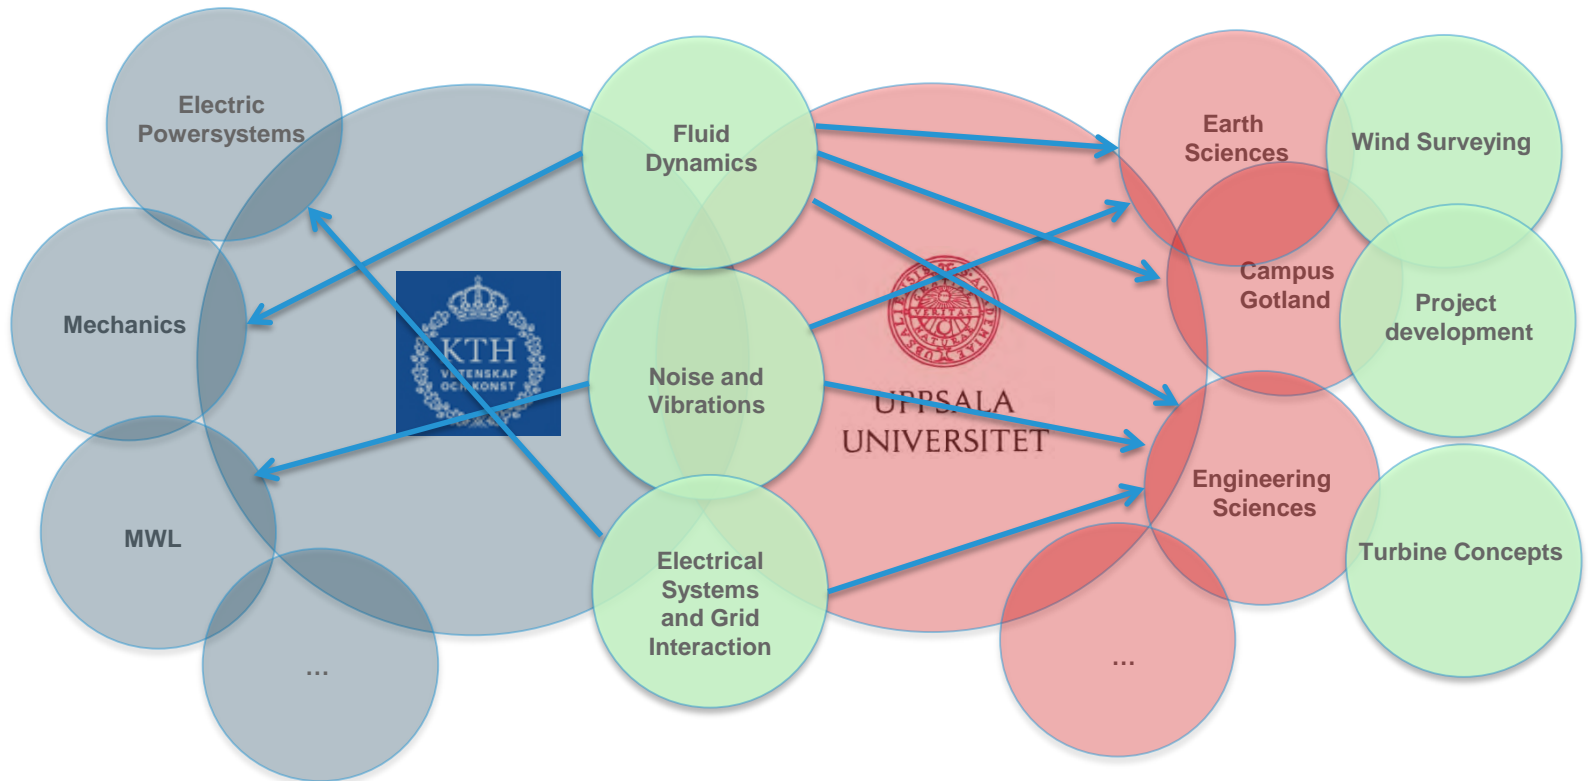 Electric
Powersystems
Mechanics
MWL
...
KTH
VETENSKAP
OCH KONST
Fluid
Dynamics
Noise and
Vibrations
Electrical
Systems
and Grid
Interaction
UPPSALA
UNIVERSITET
Earth
Sciences
Campus
Gotland
Engineering
Sciences
...
Wind Surveying
Project
development
Turbine Concepts